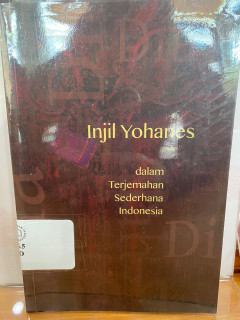 Injil Yohanes
dalam
Terjemahan
Sederhana
Indonesia